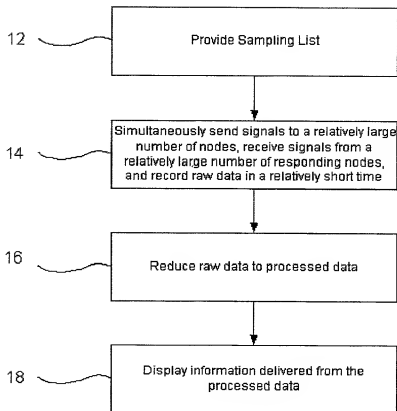 12
Provide Sampling List
14
Simultaneously send signals to a relatively large
number of nodes, receive signals from a
relatively large number of responding nodes,
and record raw data in a relatively short time
16
Reduce raw data to processed data
18
Display information delivered from the
processed data